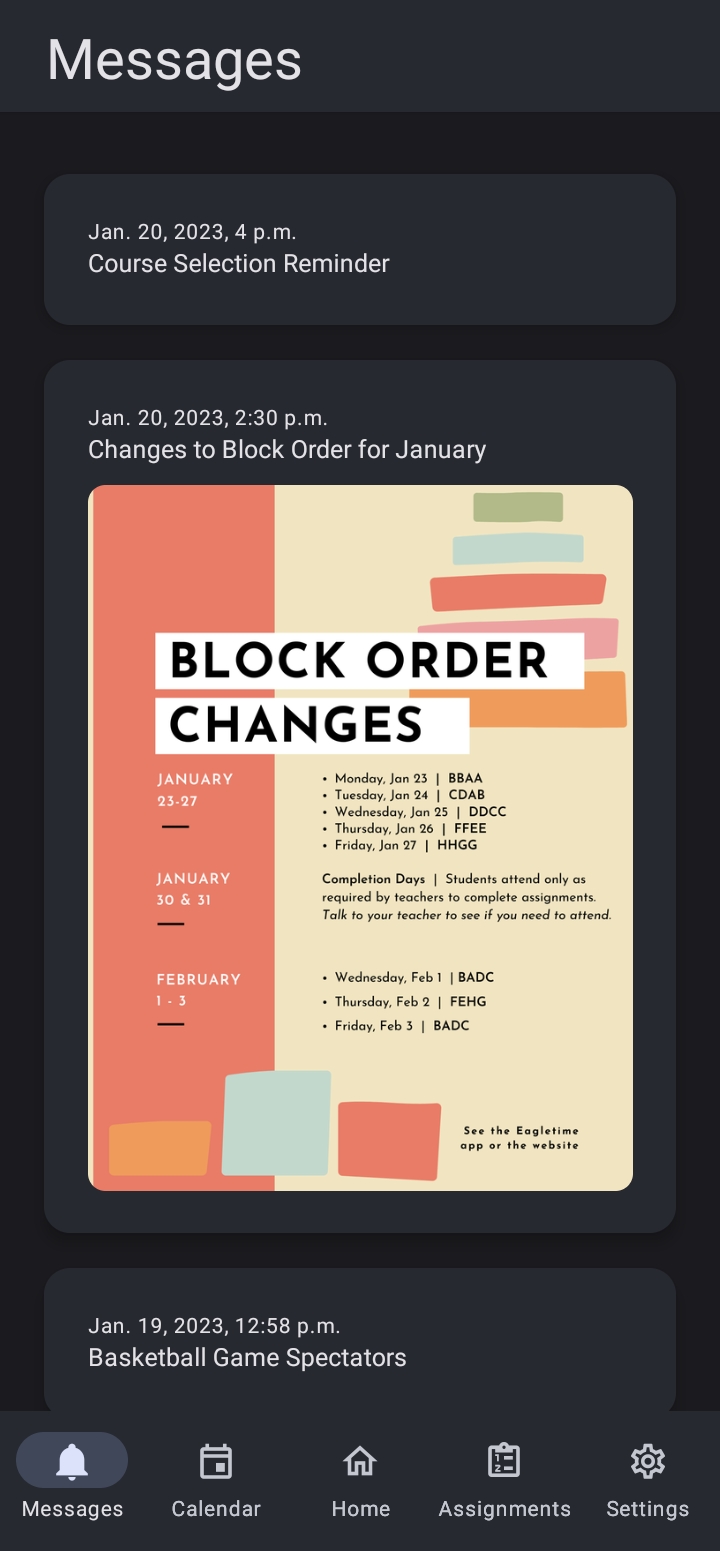 Messages
Jan. 20, 2023, 4 p.m.
Course Selection Reminder
Jan. 20, 2023, 2:30 p.m.
Changes to Block Order for January
BLOCK ORDER
CHANGES
JANUARY
23-27
• Monday, Jan 23 | BBAA
• Tuesday, Jan 24 | CDAB
• Wednesday, Jan 25 | DDCC
• Thursday, Jan 26 | FFEE
• Friday, Jan 27 | HHGG
JANUARY
30 & 31
Completion Days | Students attend only as
required by teachers to complete assignments.
Talk to your teacher to see if you need to attend.
FEBRUARY
1 - 3
• Wednesday, Feb 1 | BADC
• Thursday, Feb 2 | FEHG
• Friday, Feb 3 | BADC
See the Eagletime
app or the website
Jan. 19, 2023, 12:58 p.m.
Basketball Game Spectators
Messages
Calendar
Home
Assignments
Settings